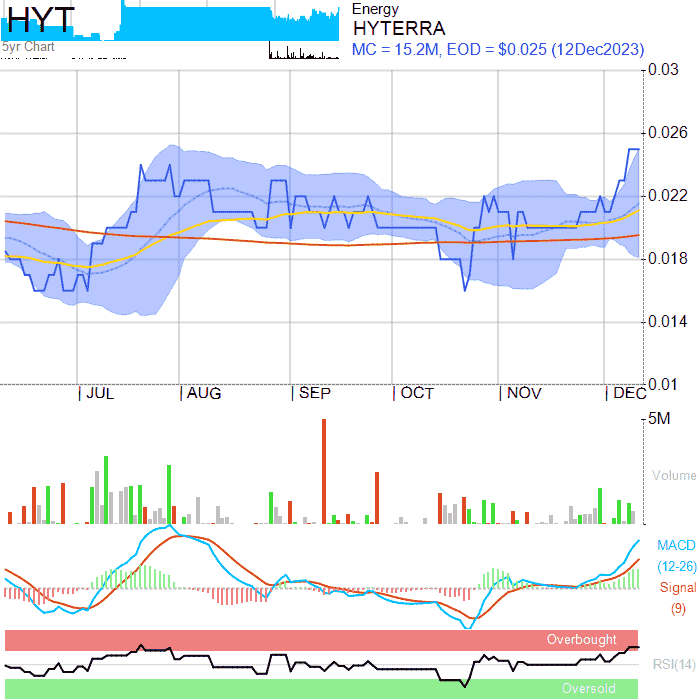 HYT
5yr Chart
Energy
HYTERRA
MC = 15.2M, EOD = $0.025 (12Dec2023)
0.03
0.026
0.022
0.018
0.014
0.01
JUL
AUG
SEP
OCT
NOV
DEC
5M
Volume
MACD
(12-26)
Signal
(9)
Overbought
RSI(14)
Oversold